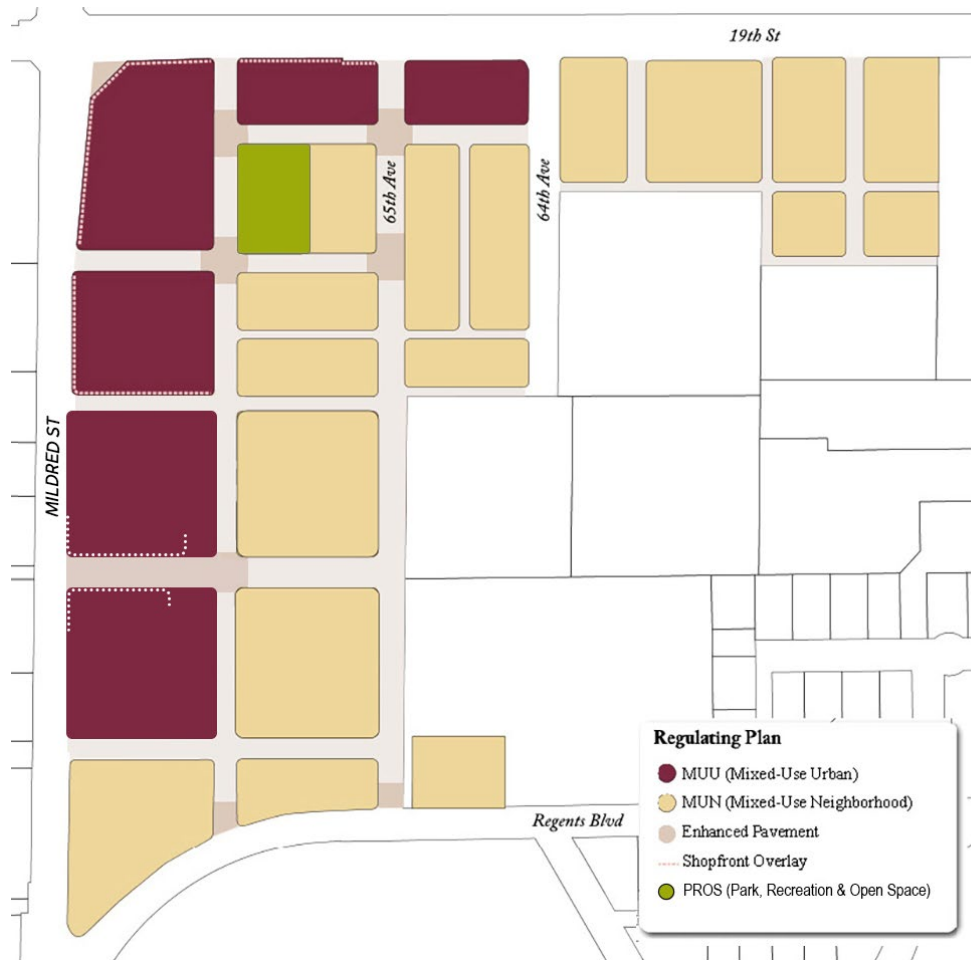 19th St
65th Ave
64th Ave
MILDRED ST
Regents Blvd
Regulating Plan
MUU (Mixed-Use Urban)
MUN (Mixed-Use Neighborhood)
Enhanced Pavement
Shopfront Overlay
PROS (Park, Recreation & Open Space)